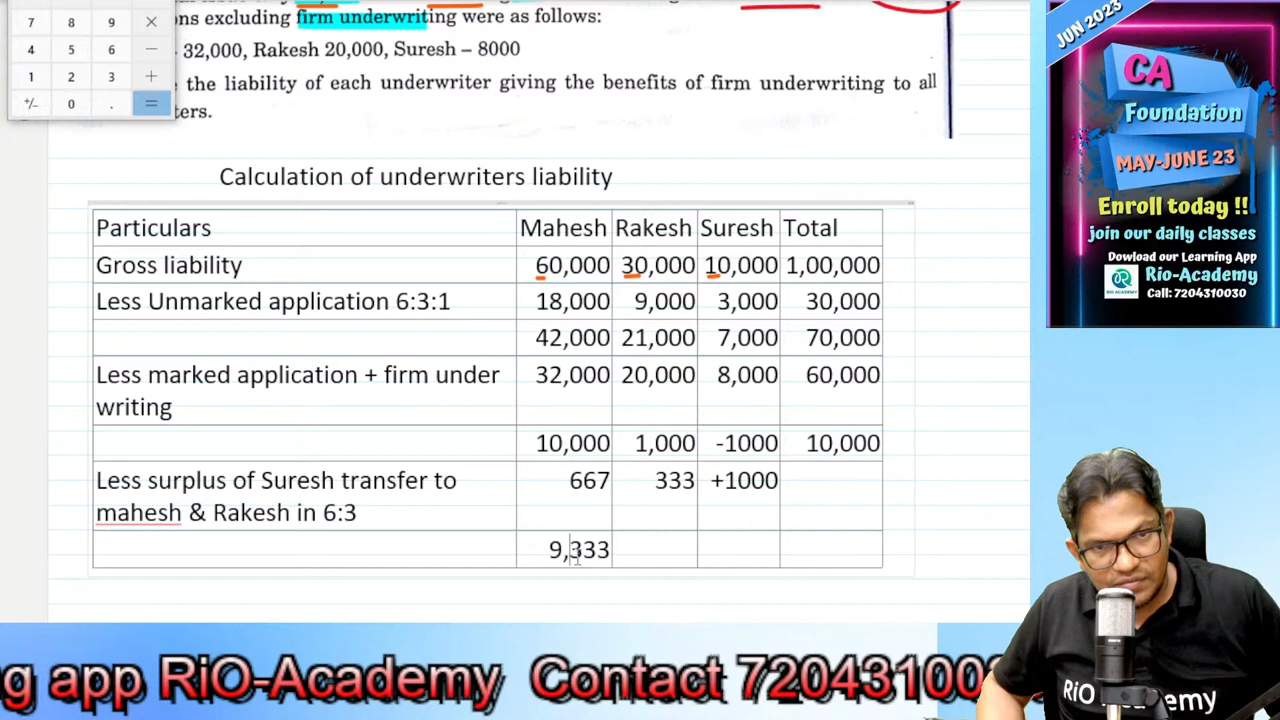 7 8 9 ×
4 5 6 −
1 2 3 +
+/- 0 . =
ons excluding firm underwriting were as follows:
32,000, Rakesh 20,000, Suresh – 8000
the liability of each underwriter giving the benefits of firm underwriting to all
ters.
Calculation of underwriters liability
Particulars Mahesh Rakesh Suresh Total
Gross liability 60,000 30,000 10,000 1,00,000
Less Unmarked application 6:3:1 18,000 9,000 3,000 30,000
42,000 21,000 7,000 70,000
Less marked application + firm under 32,000 20,000 8,000 60,000
writing
10,000 1,000 -1000 10,000
Less surplus of Suresh transfer to 667 333 +1000
mahesh & Rakesh in 6:3
9,333
JUN 2023
CA
Foundation
MAY-JUNE 23
Enroll today !!
join our daily classes
Dowload our Learning App
RIO ACADEMY
Rio-Academy
Call: 7204310030
RiO Academy
g app RiO-Academy Contact 720431003